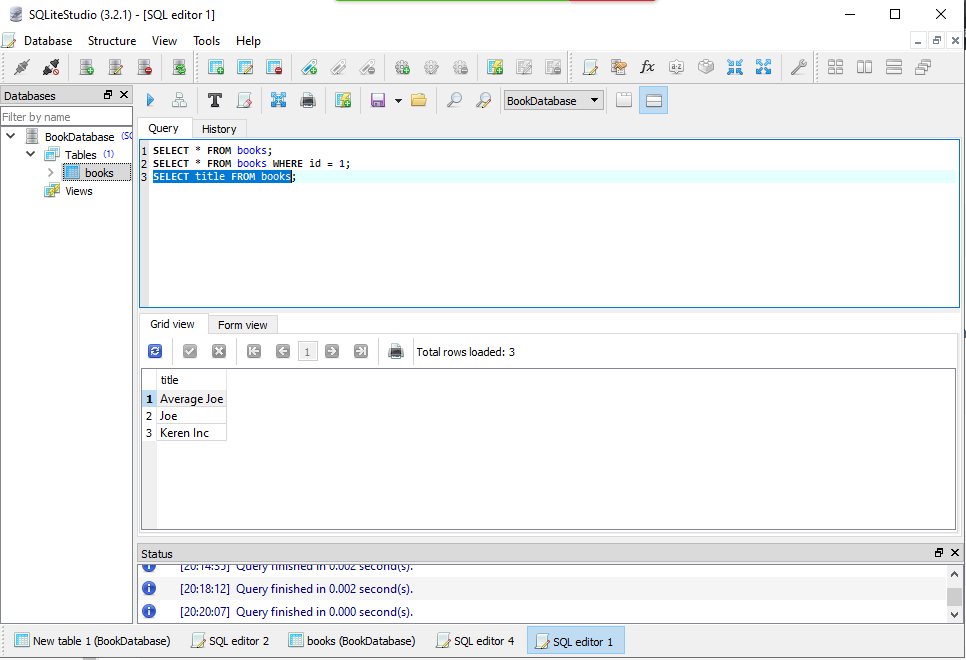 SQLiteStudio (3.2.1) - [SQL editor 1]
Database Structure View Tools Help
Databases
Filter by name
BookDatabase (SQ
Tables (1)
books
Views
BookDatabase
Query History
1 SELECT * FROM books;
2 SELECT * FROM books WHERE id = 1;
3 SELECT title FROM books;
Grid view Form view
1 Total rows loaded: 3
title
1 Average Joe
2 Joe
3 Keren Inc
Status
[20:14:55] Query finished in 0.002 second(s).
[20:18:12] Query finished in 0.002 second(s).
[20:20:07] Query finished in 0.000 second(s).
New table 1 (BookDatabase) SQL editor 2 books (BookDatabase) SQL editor 4 SQL editor 1